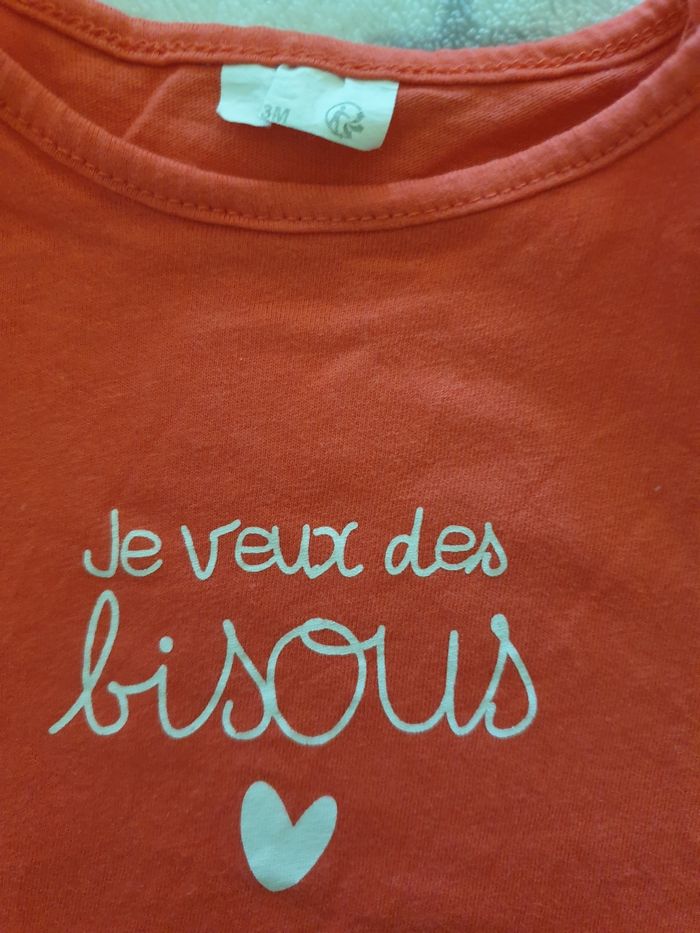 3M
Je veux des
bisous